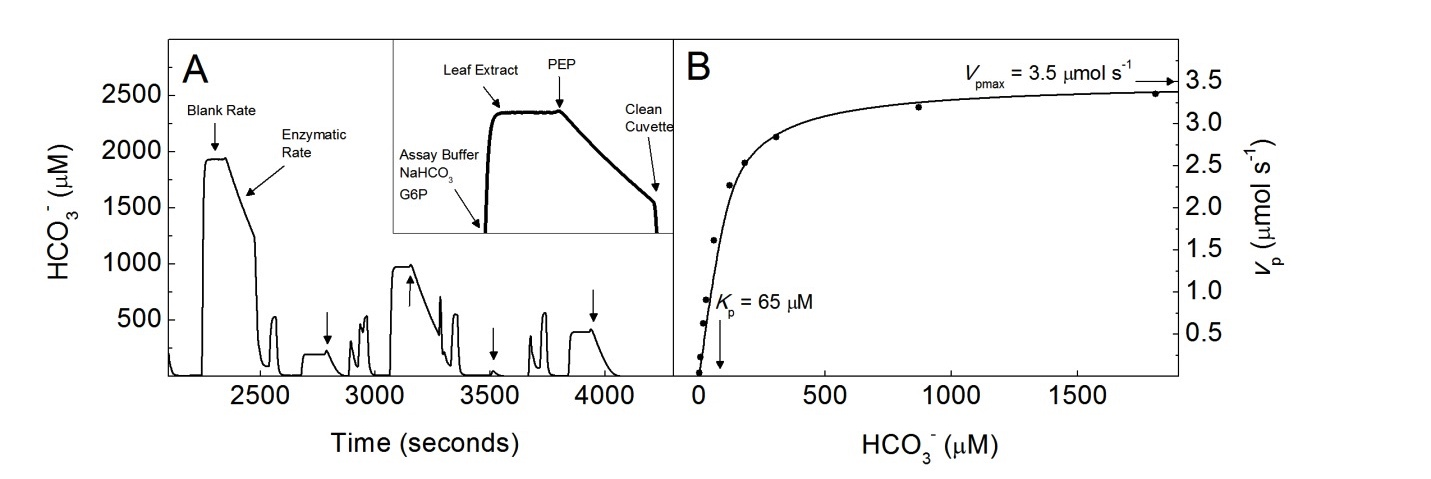 A
2500
2000
1500
1000
500
HCO₃⁻ (μM)
Blank Rate
Enzymatic
Rate
Leaf Extract
PEP
Clean
Cuvette
Assay Buffer
NaHCO₃
G6P
2500 3000 3500 4000
Time (seconds)
B
Vpmax = 3.5 μmol s⁻¹
Kp = 65 μM
3.5
3.0
2.5
2.0
1.5
1.0
0.5
vp (μmol s⁻¹)
0 500 1000 1500
HCO₃⁻ (μM)